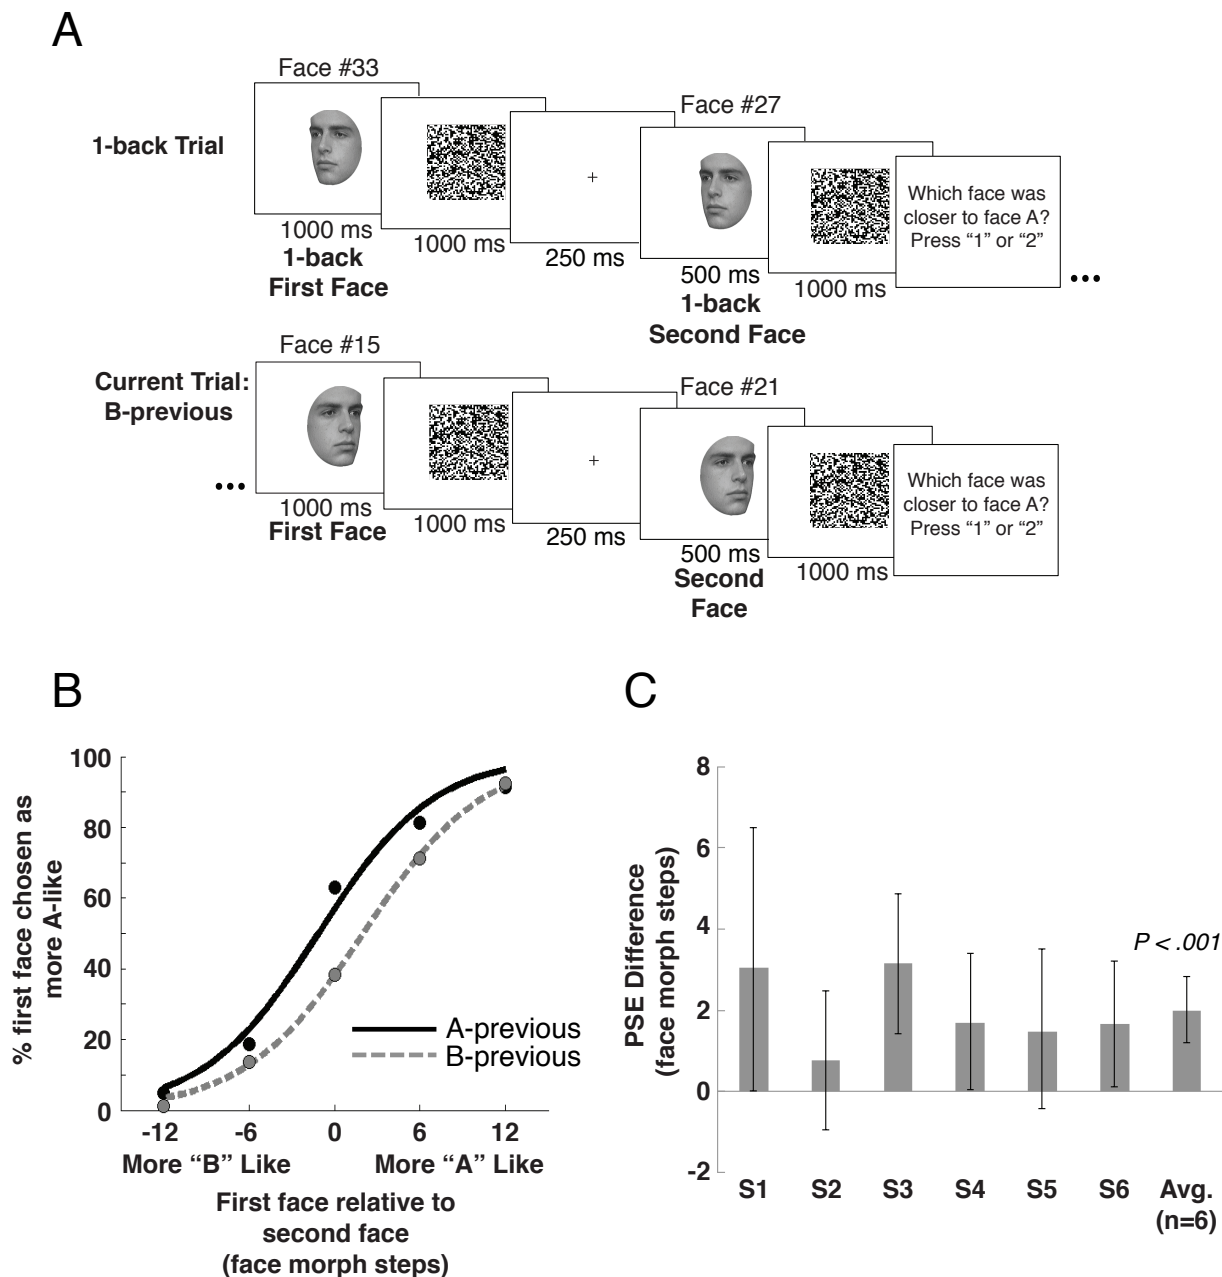 A
Face #33
Face #27
1-back Trial
+
Which face was
closer to face A?
Press “1” or “2”
1000 ms
1000 ms
250 ms
500 ms
1000 ms
1-back
First Face
1-back
Second Face
...
Face #15
Face #21
Current Trial:
B-previous
+
Which face was
closer to face A?
Press “1” or “2”
...
1000 ms
1000 ms
250 ms
500 ms
1000 ms
First Face
Second
Face
B
% first face chosen as
more A-like
100
80
60
40
20
0
A-previous
B-previous
-12 -6 0 6 12
More “B” Like More “A” Like
First face relative to
second face
(face morph steps)
C
PSE Difference
(face morph steps)
8
6
4
2
0
-2
P < .001
S1 S2 S3 S4 S5 S6 Avg.
(n=6)